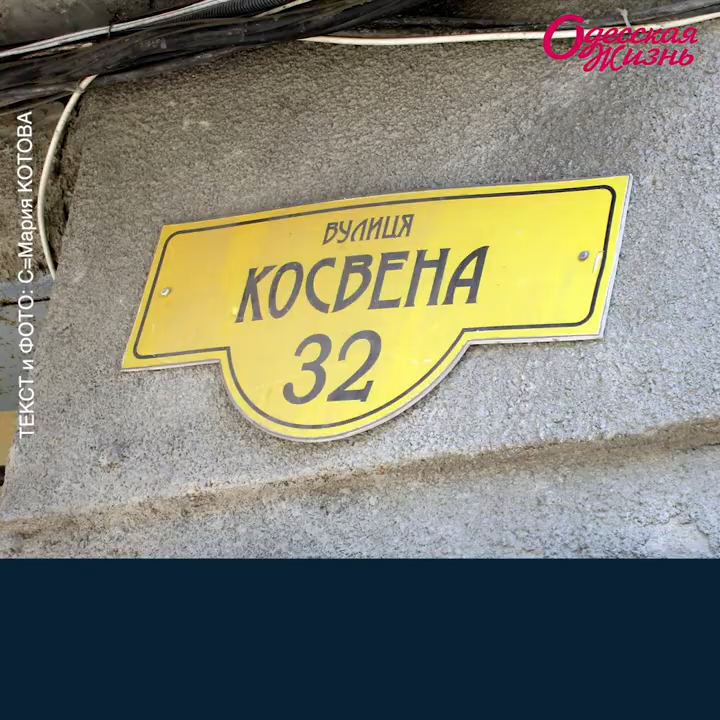 Одесская
Жизнь
ТЕКСТ и ФОТО: С=Мария КОТОВА
ВУЛИЦЯ
КОСВЕНА
32